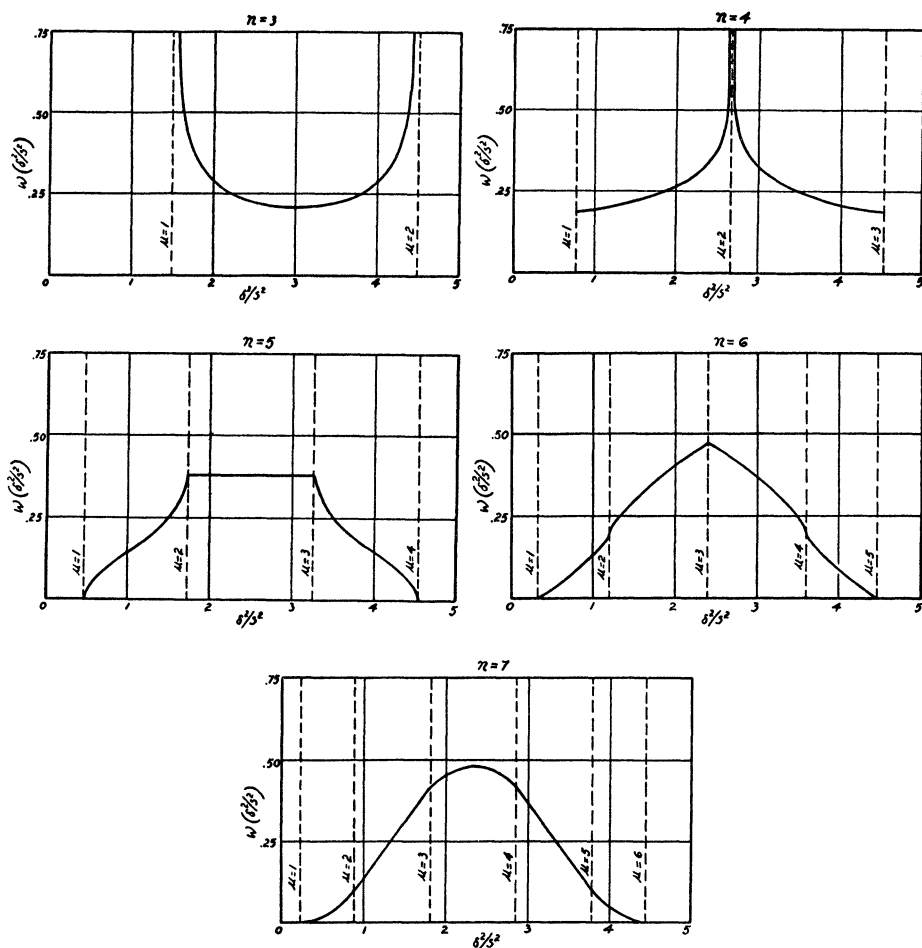 n=3
.75
.50
.25
w(δ²/s²)
μ=1
μ=2
0 1 2 3 4 5
δ²/s²
n=4
.75
.50
.25
w(δ²/s²)
μ=1
μ=2
μ=3
0 1 2 3 4 5
δ²/s²
n=5
.75
.50
.25
w(δ²/s²)
μ=1
μ=2
μ=3
μ=4
0 1 2 3 4 5
δ²/s²
n=6
.75
.50
.25
w(δ²/s²)
μ=1
μ=2
μ=3
μ=4
μ=5
0 1 2 3 4 5
δ²/s²
n=7
.75
.50
.25
w(δ²/s²)
μ=1
μ=2
μ=3
μ=4
μ=5
μ=6
0 1 2 3 4 5
δ²/s²